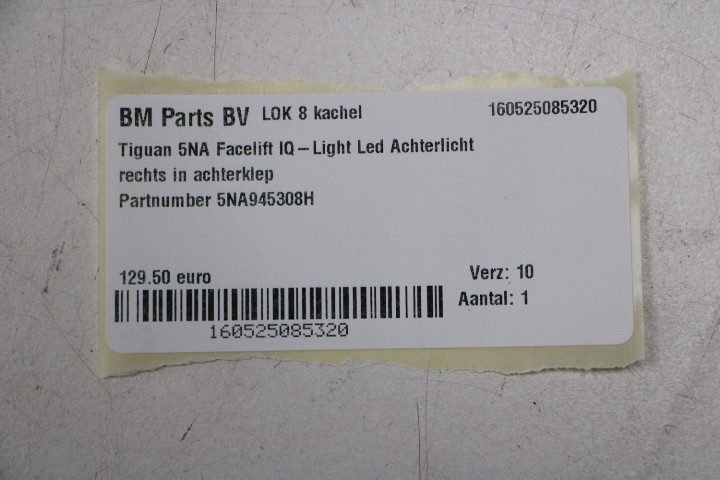 BM Parts BV LOK 8 kachel 160525085320
Tiguan 5NA Facelift IQ-Light Led Achterlicht
rechts in achterklep
Partnumber 5NA945308H
129.50 euro Verz: 10
Aantal: 1
160525085320